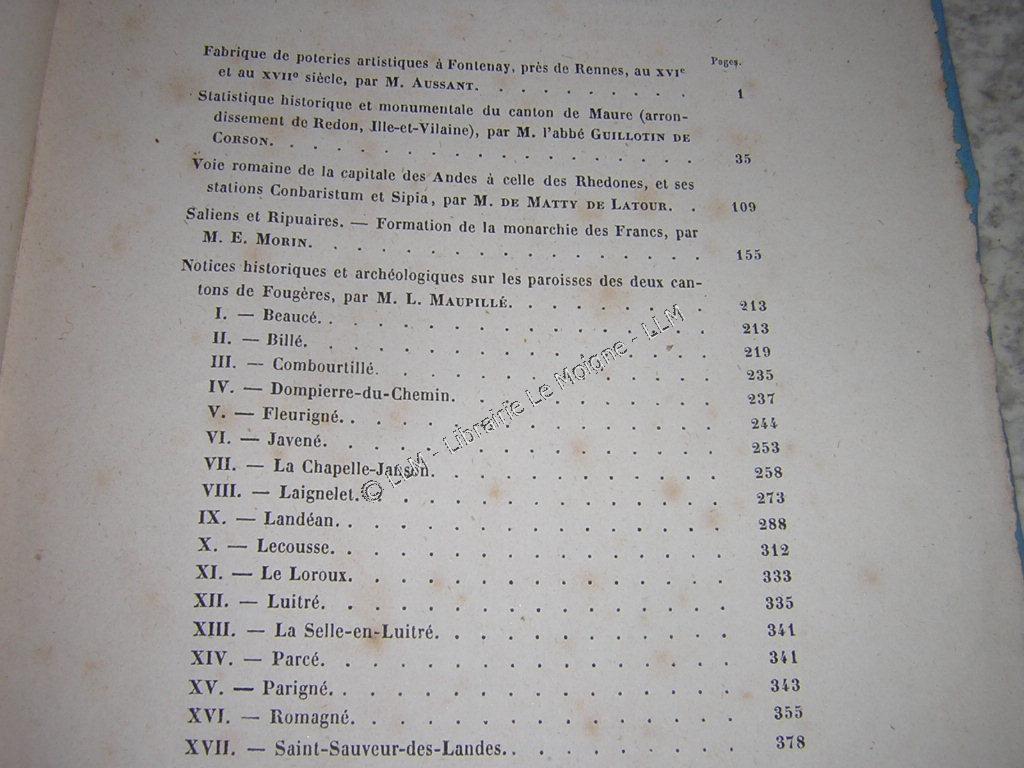 Pages.
Fabrique de poteries artistiques à Fontenay, près de Rennes, au XVIe
et au XVIIe siècle, par M. AUSSANT. . . . . . . . . 1
Statistique historique et monumentale du canton de Maure (arron-
dissement de Redon, Ille-et-Vilaine), par M. l'abbé GUILLOTIN DE
CORSON. . . . . . . . . . . . . . . . . 35
Voie romaine de la capitale des Andes à celle des Rhedones, et ses
stations Conbaristum et Sipia, par M. DE MATTY DE LATOUR. . 109
Saliens et Ripuaires. — Formation de la monarchie des Francs, par
M. E. MORIN. . . . . . . . . . . . . . . 155
Notices historiques et archéologiques sur les paroisses des deux can-
tons de Fougères, par M. L. MAUPILLÉ. . . . . . . . 213
I. — Beaucé. . . . . . . . . . . . . . . 213
II. — Billé. . . . . . . . . . . . . . . . 219
III. — Combourtillé. . . . . . . . . . . . . 235
IV. — Dompierre-du-Chemin. . . . . . . . . . 237
V. — Fleurigné. . . . . . . . . . . . . . . 244
VI. — Javené. . . . . . . . . . . . . . . 253
VII. — La Chapelle-Janson. . . . . . . . . . . 258
VIII. — Laignelet. . . . . . . . . . . . . . 273
IX. — Landéan. . . . . . . . . . . . . . . 288
X. — Lecousse. . . . . . . . . . . . . . . 312
XI. — Le Loroux. . . . . . . . . . . . . . 333
XII. — Luitré. . . . . . . . . . . . . . . 335
XIII. — La Selle-en-Luitré. . . . . . . . . . . 341
XIV. — Parcé. . . . . . . . . . . . . . . 341
XV. — Parigné. . . . . . . . . . . . . . . 343
XVI. — Romagné. . . . . . . . . . . . . . 355
XVII. — Saint-Sauveur-des-Landes. . . . . . . . . 378
© LLM - Librairie Le Moigne - LLM